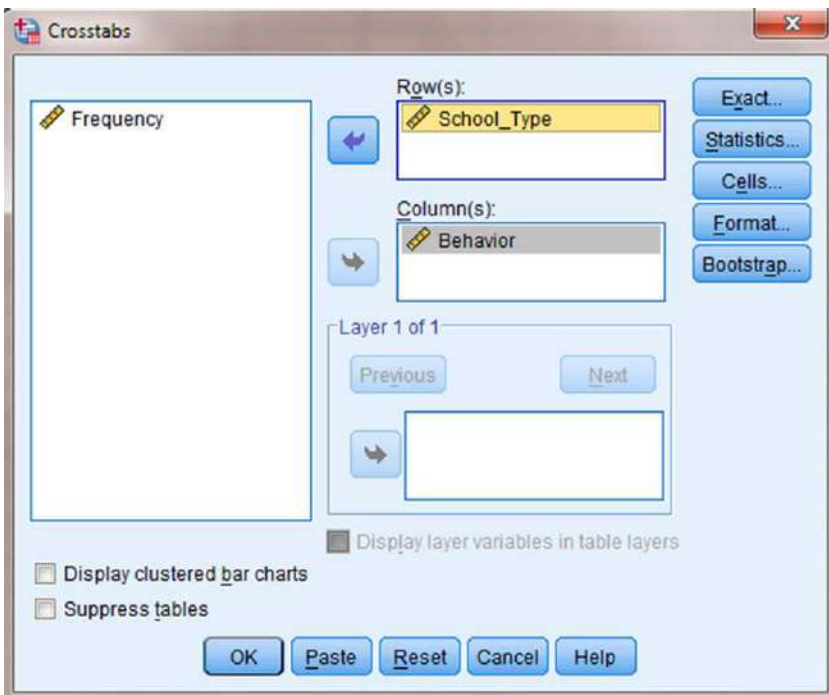 Crosstabs
Frequency
Row(s):
School_Type
Column(s):
Behavior
Layer 1 of 1
Previous
Next
Display layer variables in table layers
Exact...
Statistics...
Cells...
Format...
Bootstrap...
Display clustered bar charts
Suppress tables
OK Paste Reset Cancel Help